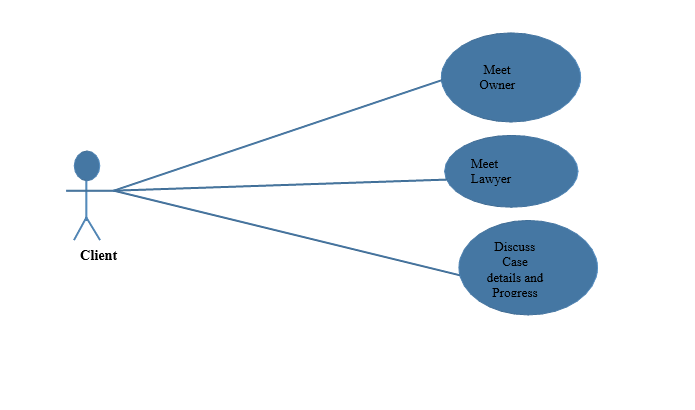 Meet
Owner
Meet
Lawyer
Discuss
Case
details and
Progress
Client